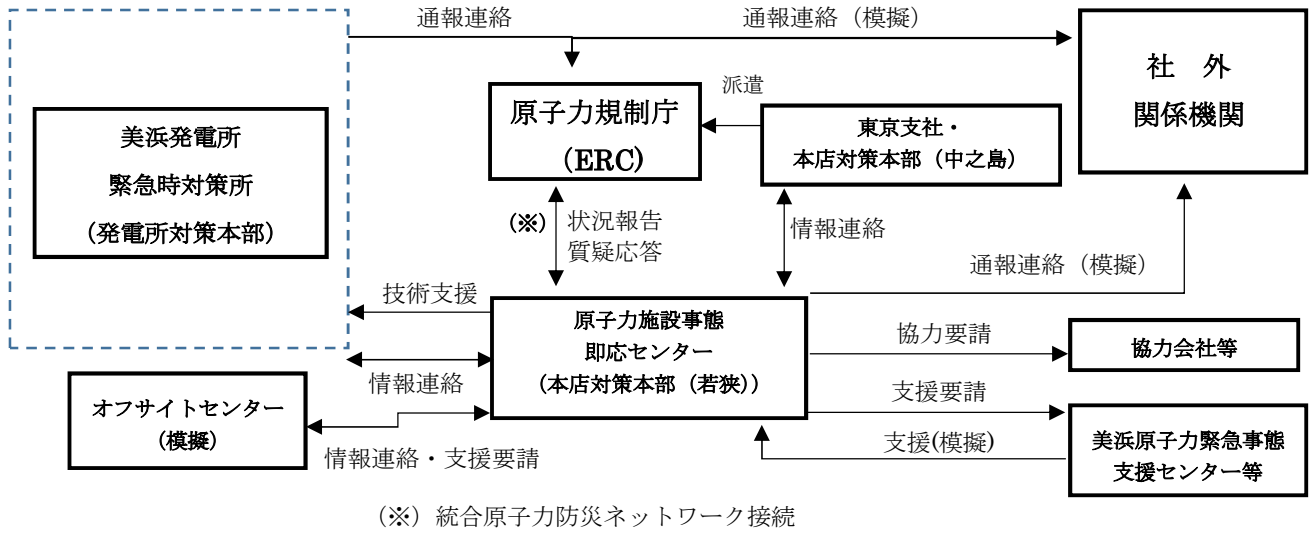 通報連絡
通報連絡（模擬）
社　外
関係機関
美浜発電所
緊急時対策所
（発電所対策本部）
原子力規制庁
（ERC）
派遣
東京支社・
本店対策本部（中之島）
（※）
状況報告
質疑応答
情報連絡
通報連絡（模擬）
技術支援
原子力施設事態
即応センター
（本店対策本部（若狭））
協力要請
協力会社等
情報連絡
オフサイトセンター
（模擬）
情報連絡・支援要請
支援要請
支援(模擬)
美浜原子力緊急事態
支援センター等
（※）統合原子力防災ネットワーク接続